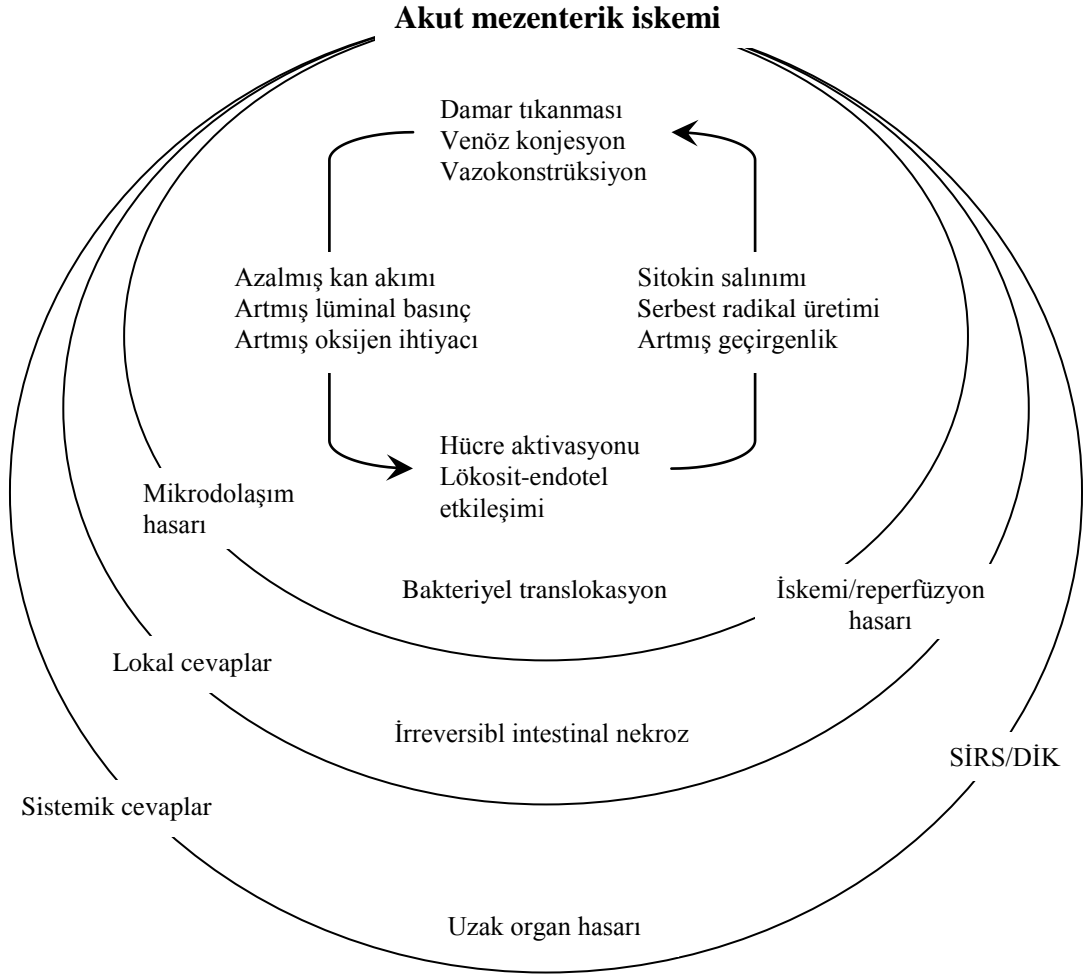 Akut mezenterik iskemi
Damar tıkanması
Venöz konjesyon
Vazokonstrüksiyon
Azalmış kan akımı
Artmış lüminal basınç
Artmış oksijen ihtiyacı
Sitokin salınımı
Serbest radikal üretimi
Artmış geçirgenlik
Hücre aktivasyonu
Lökosit-endotel
etkileşimi
Mikrodolaşım
hasarı
Bakteriyel translokasyon
İskemi/reperfüzyon
hasarı
Lokal cevaplar
İrreversibl intestinal nekroz
SİRS/DİK
Sistemik cevaplar
Uzak organ hasarı